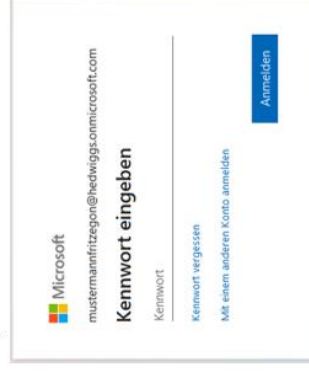 Microsoft
mustermannfritzegon@hedwiggs.onmicrosoft.com
Kennwort eingeben
Kennwort
Kennwort vergessen
Mit einem anderen Konto anmelden
Anmelden